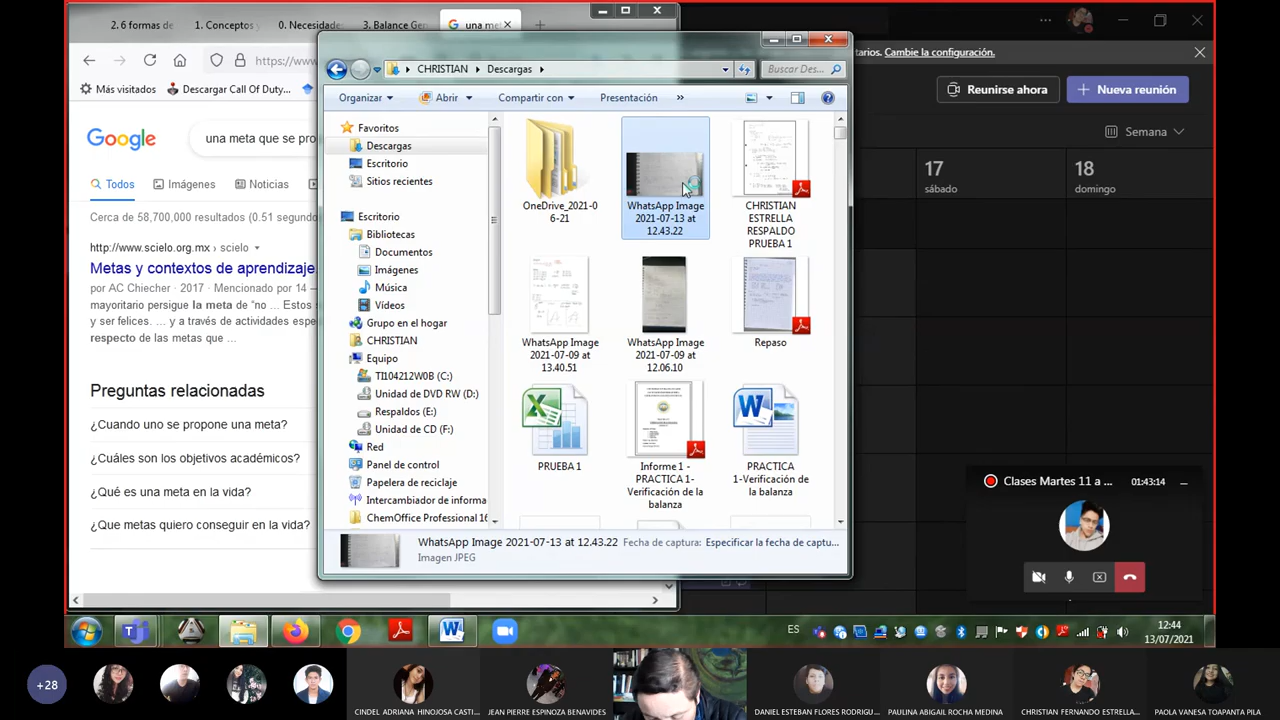 2. 6 formas de
1. Conceptos y
0. Necesidade
3. Balance Ger
una met
tarios. Cambie la configuración.
https://www
CHRISTIAN
Descargas
Buscar Des...
Más visitados
Descargar Call Of Duty...
Reunirse ahora
Nueva reunión
Organizar
Abrir
Compartir con
Presentación
Google
una meta que se pro
Semana
Favoritos
Descargas
Escritorio
Sitios recientes
Todos
Imágenes
Noticias
17
sábado
18
domingo
OneDrive_2021-0
6-21
WhatsApp Image
2021-07-13 at
12.43.22
CHRISTIAN
ESTRELLA
RESPALDO
PRUEBA 1
Cerca de 58,700,000 resultados (0.51 segundo
http://www.scielo.org.mx › scielo
Metas y contextos de aprendizaje
por AC Chiecher · 2017 · Mencionado por 14 —
mayoritario persigue la meta de “no ... Estos
y ser felices. ... y a través de actividades espe
respecto de las metas que ...
Escritorio
Bibliotecas
Documentos
Imágenes
Música
Vídeos
Grupo en el hogar
CHRISTIAN
Equipo
TI104212W0B (C:)
Unidad de DVD RW (D:)
Respaldos (E:)
Unidad de CD (F:)
Red
Panel de control
Papelera de reciclaje
Intercambiador de informa
ChemOffice Professional 16
WhatsApp Image
2021-07-09 at
13.40.51
WhatsApp Image
2021-07-09 at
12.06.10
Repaso
Preguntas relacionadas
¿Cuando uno se propone una meta?
¿Cuáles son los objetivos académicos?
¿Qué es una meta en la vida?
¿Que metas quiero conseguir en la vida?
PRUEBA 1
Informe 1 -
PRACTICA 1-
Verificación de la
balanza
PRACTICA
1-Verificación de
la balanza
WhatsApp Image 2021-07-13 at 12.43.22
Fecha de captura: Especificar la fecha de captu...
Imagen JPEG
Clases Martes 11 a ...
01:43:14
ES
12:44
13/07/2021
+28
CINDEL ADRIANA HINOJOSA CASTI...
JEAN PIERRE ESPINOZA BENAVIDES
DANIEL ESTEBAN FLORES RODRIGU...
PAULINA ABIGAIL ROCHA MEDINA
CHRISTIAN FERNANDO ESTRELLA...
PAOLA VANESA TOAPANTA PILA